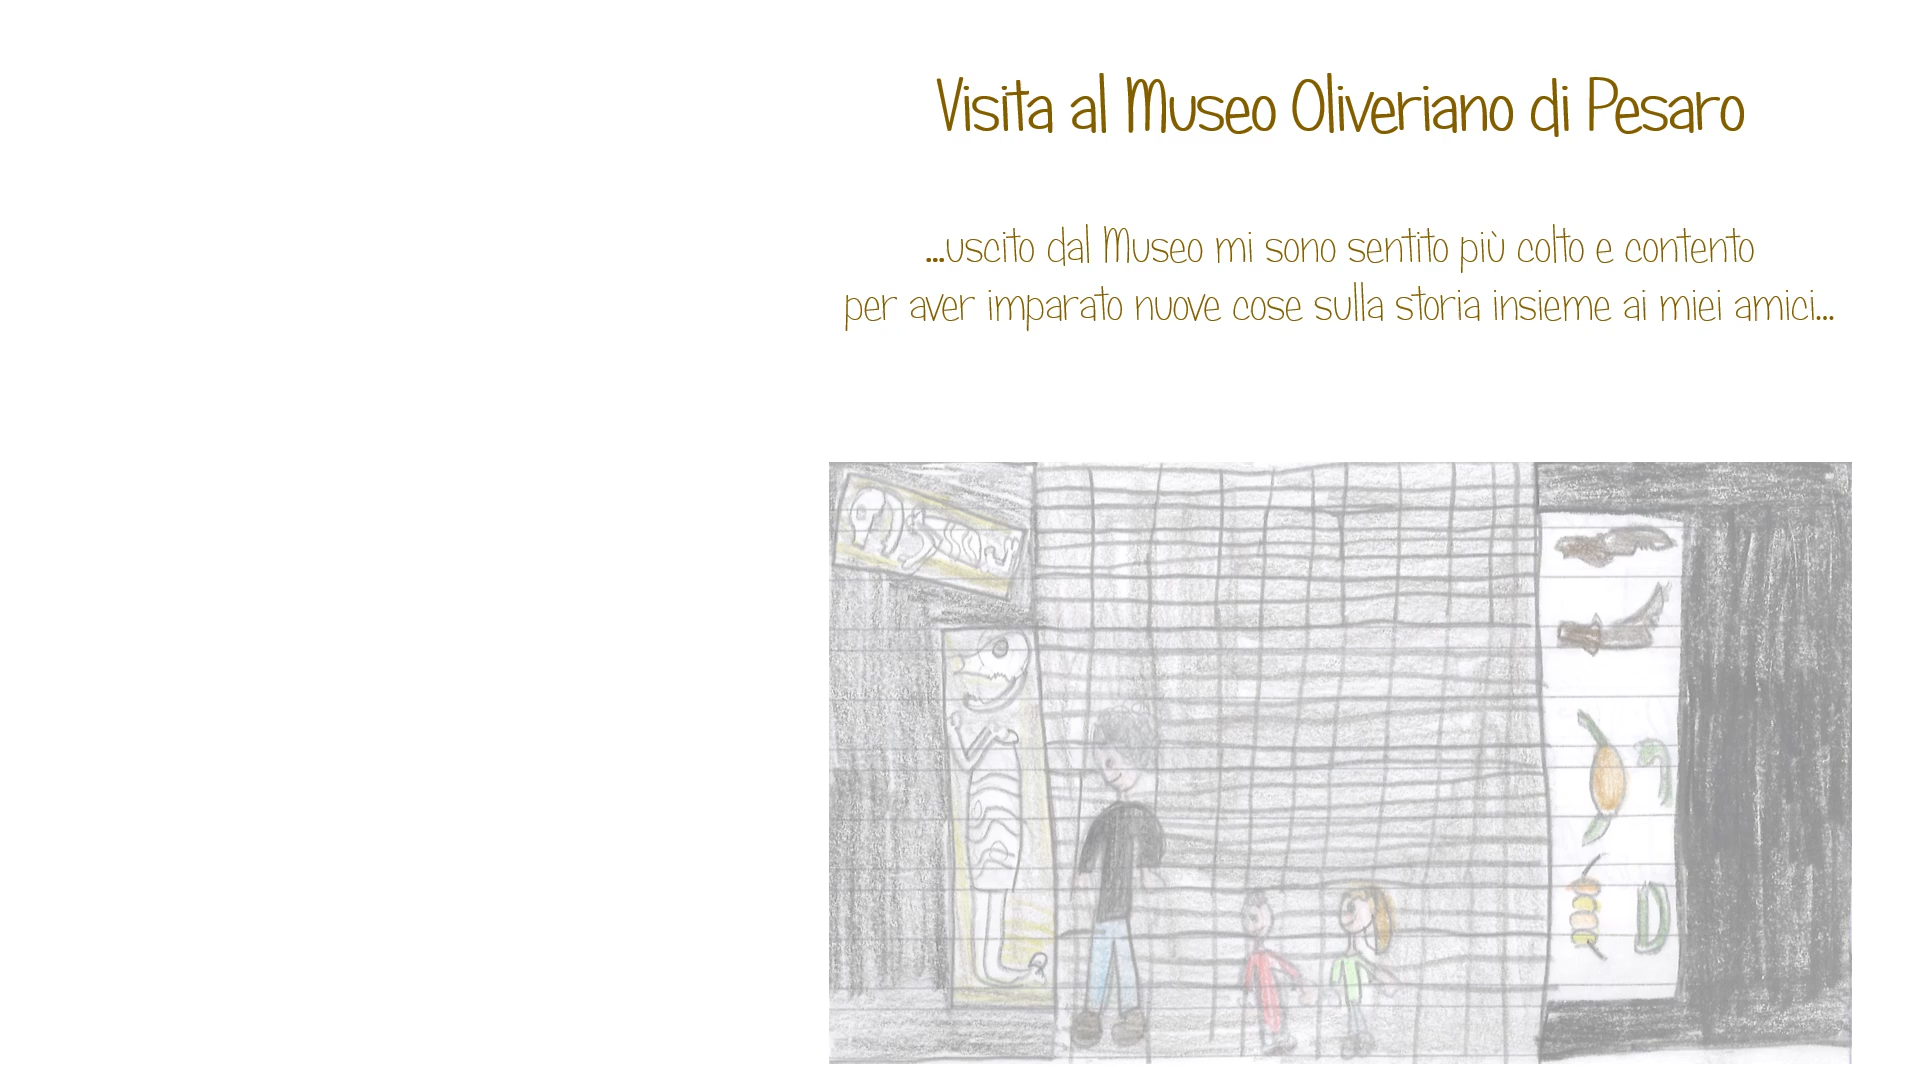 Visita al Museo Oliveriano di Pesaro
...uscito dal Museo mi sono sentito più colto e contento
per aver imparato nuove cose sulla storia insieme ai miei amici...